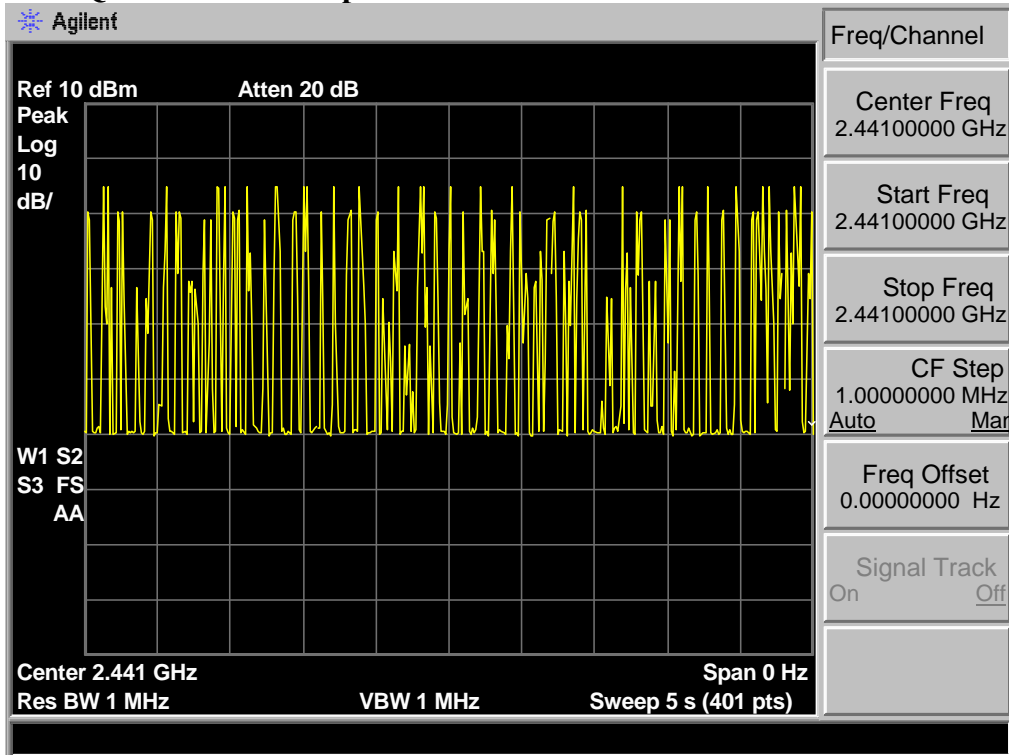 Agilent
Freq/Channel
Ref 10 dBm Atten 20 dB
Peak
Log
10
dB/
Center Freq
2.44100000 GHz
Start Freq
2.44100000 GHz
Stop Freq
2.44100000 GHz
CF Step
1.00000000 MHz
Auto Man
W1 S2
S3 FS
AA
Freq Offset
0.00000000 Hz
Signal Track
On Off
Center 2.441 GHz Span 0 Hz
Res BW 1 MHz VBW 1 MHz Sweep 5 s (401 pts)